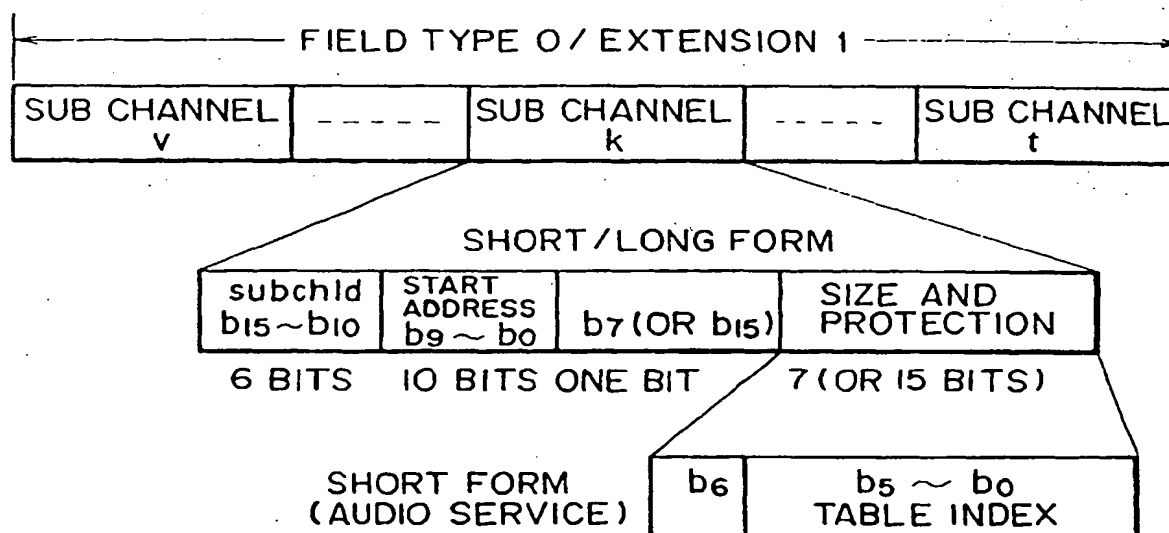 FIELD TYPE 0/ EXTENSION 1
SUB CHANNEL v ----- SUB CHANNEL k ----- SUB CHANNEL t
SHORT/LONG FORM
subchId b15~b10
START ADDRESS b9~b0
b7(OR b15)
SIZE AND PROTECTION
6 BITS 10 BITS ONE BIT 7(OR 15 BITS)
SHORT FORM (AUDIO SERVICE)
b6
b5~b0 TABLE INDEX